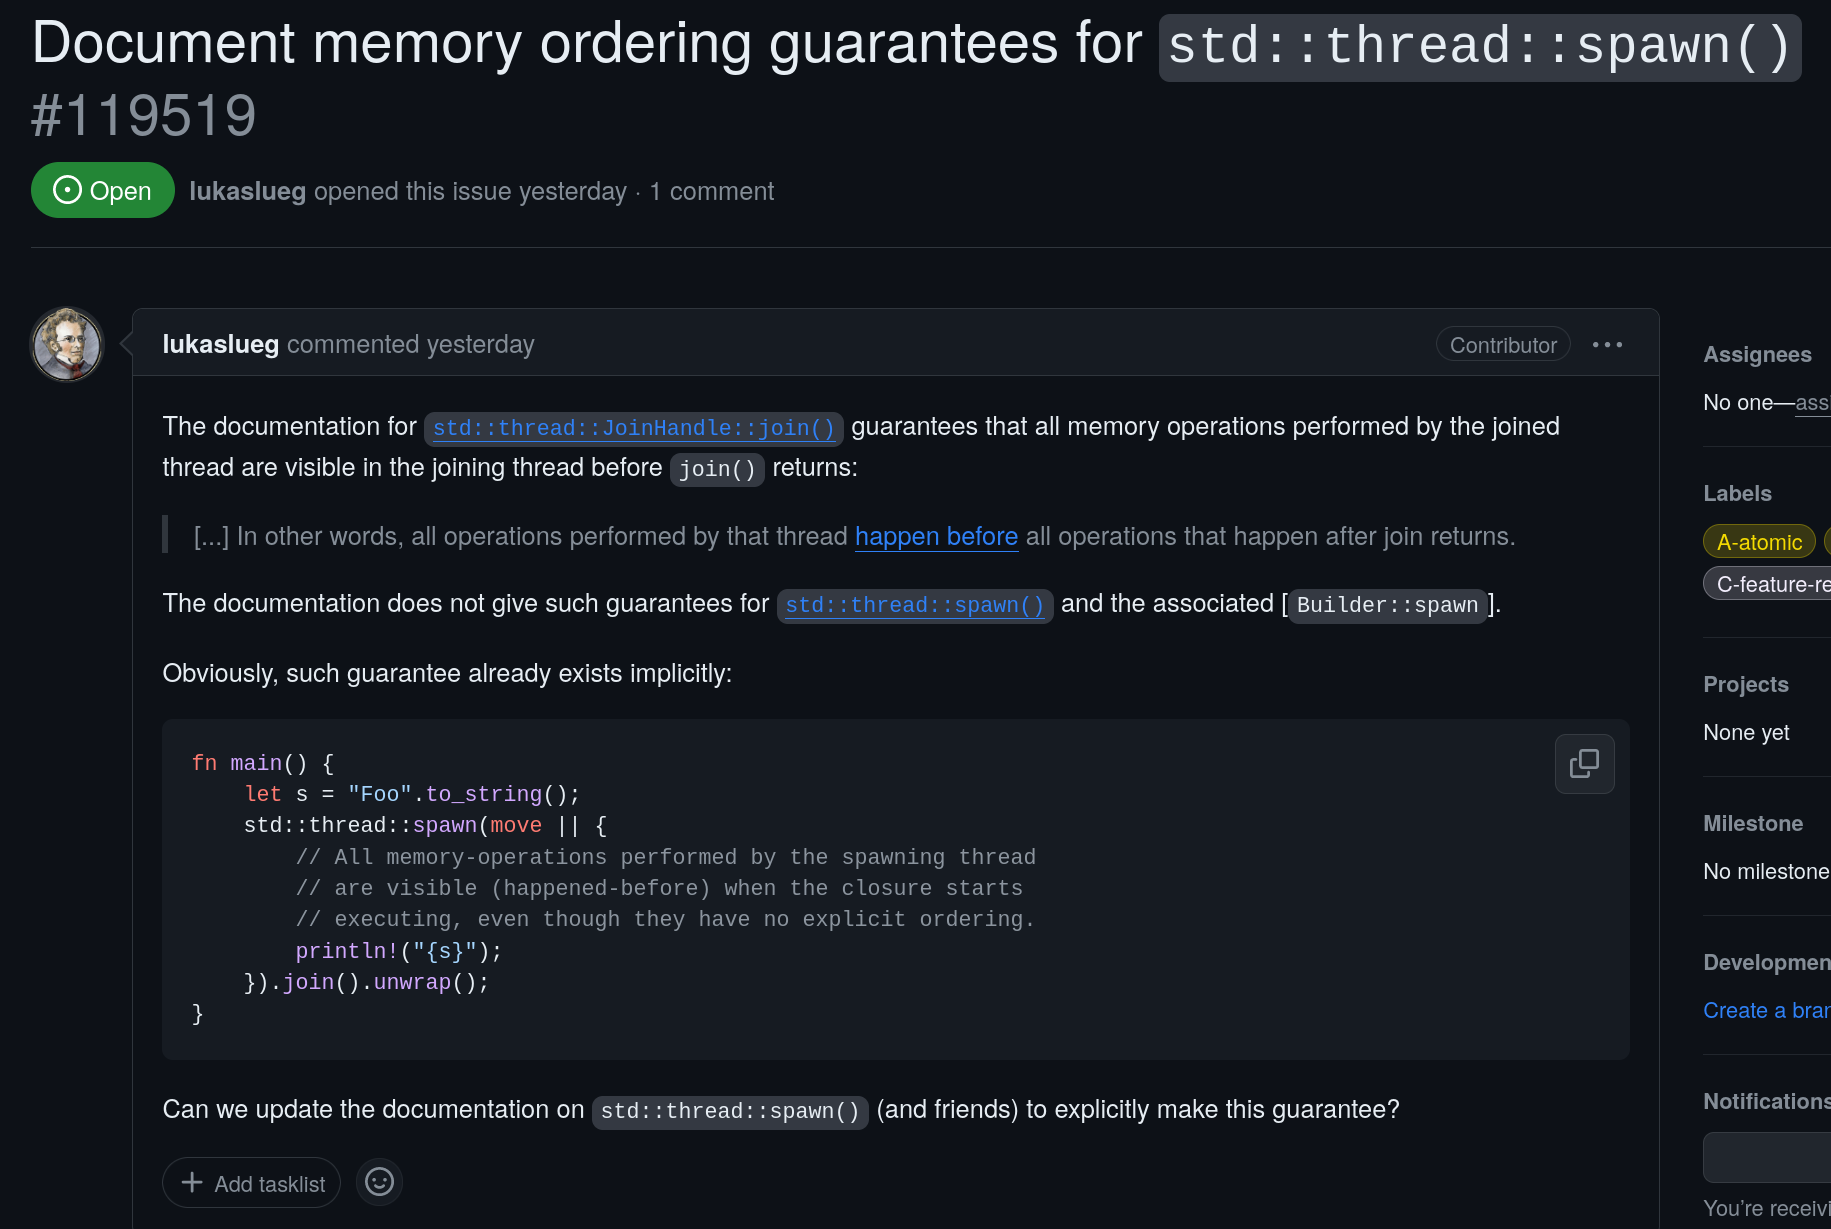 Document memory ordering guarantees for std::thread::spawn()
#119519
Open lukaslueg opened this issue yesterday · 1 comment
lukaslueg commented yesterday
Contributor
The documentation for std::thread::JoinHandle::join() guarantees that all memory operations performed by the joined
thread are visible in the joining thread before join() returns:
[...] In other words, all operations performed by that thread happen before all operations that happen after join returns.
The documentation does not give such guarantees for std::thread::spawn() and the associated [Builder::spawn].
Obviously, such guarantee already exists implicitly:
fn main() {
    let s = "Foo".to_string();
    std::thread::spawn(move || {
        // All memory-operations performed by the spawning thread
        // are visible (happened-before) when the closure starts
        // executing, even though they have no explicit ordering.
        println!("{s}");
    }).join().unwrap();
}
Can we update the documentation on std::thread::spawn() (and friends) to explicitly make this guarantee?
Add tasklist
Assignees
No one—assi
Labels
A-atomic
C-feature-re
Projects
None yet
Milestone
No milestone
Developmen
Create a bran
Notifications
You're receivi